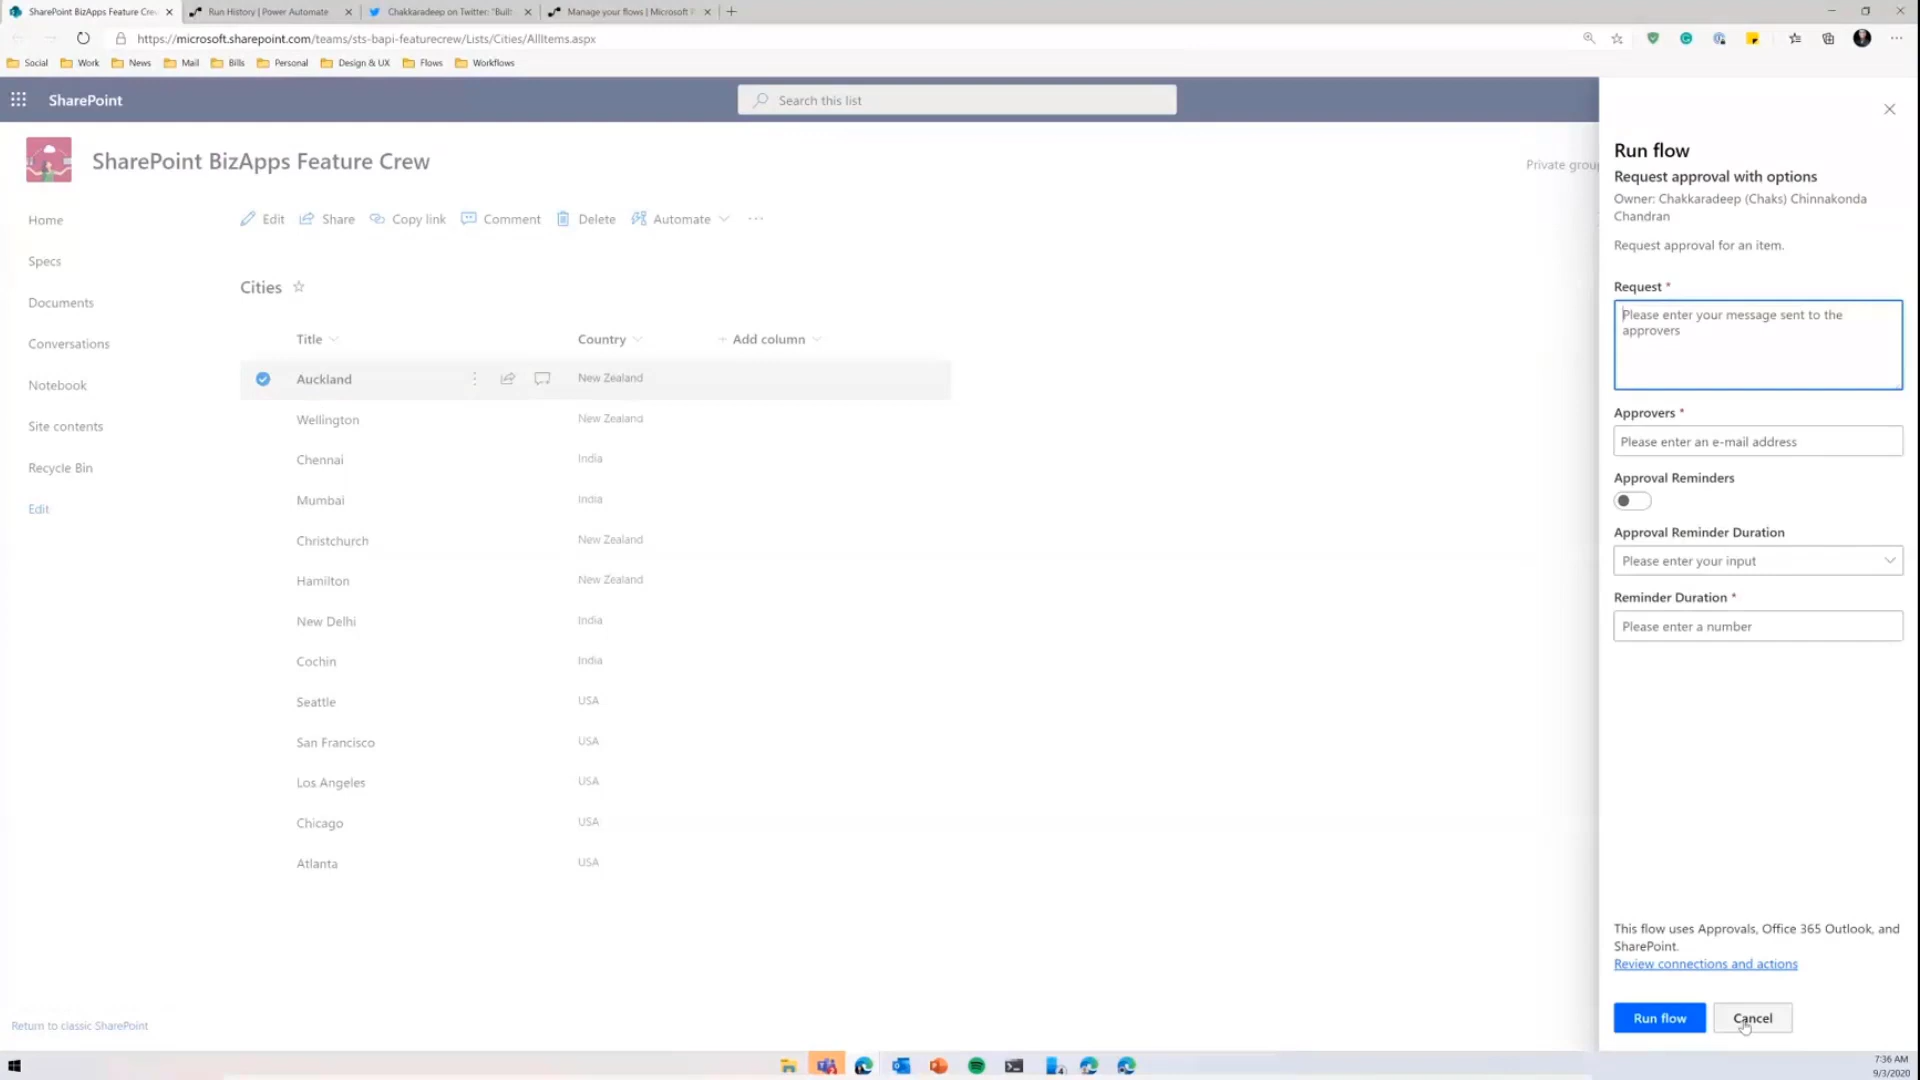 SharePoint BizApps Feature Cre
Run History | Power Automate
Chakkaradeep on Twitter: "Built
Manage your flows | Microsoft P
https://microsoft.sharepoint.com/teams/sts-bapi-featurecrew/Lists/Cities/AllItems.aspx
Social
Work
News
Mail
Bills
Personal
Design & UX
Flows
Workflows
SharePoint
Search this list
SharePoint BizApps Feature Crew
Private group
Home
Specs
Documents
Conversations
Notebook
Site contents
Recycle Bin
Edit
Edit
Share
Copy link
Comment
Delete
Automate
Cities
Title
Country
+ Add column
Auckland
New Zealand
Wellington
New Zealand
Chennai
India
Mumbai
India
Christchurch
New Zealand
Hamilton
New Zealand
New Delhi
India
Cochin
India
Seattle
USA
San Francisco
USA
Los Angeles
USA
Chicago
USA
Atlanta
USA
Return to classic SharePoint
Run flow
Request approval with options
Owner: Chakkaradeep (Chaks) Chinnakonda
Chandran
Request approval for an item.
Request *
Please enter your message sent to the
approvers
Approvers *
Please enter an e-mail address
Approval Reminders
Approval Reminder Duration
Please enter your input
Reminder Duration *
Please enter a number
This flow uses Approvals, Office 365 Outlook, and
SharePoint.
Review connections and actions
Run flow
Cancel
7:36 AM
9/3/2020